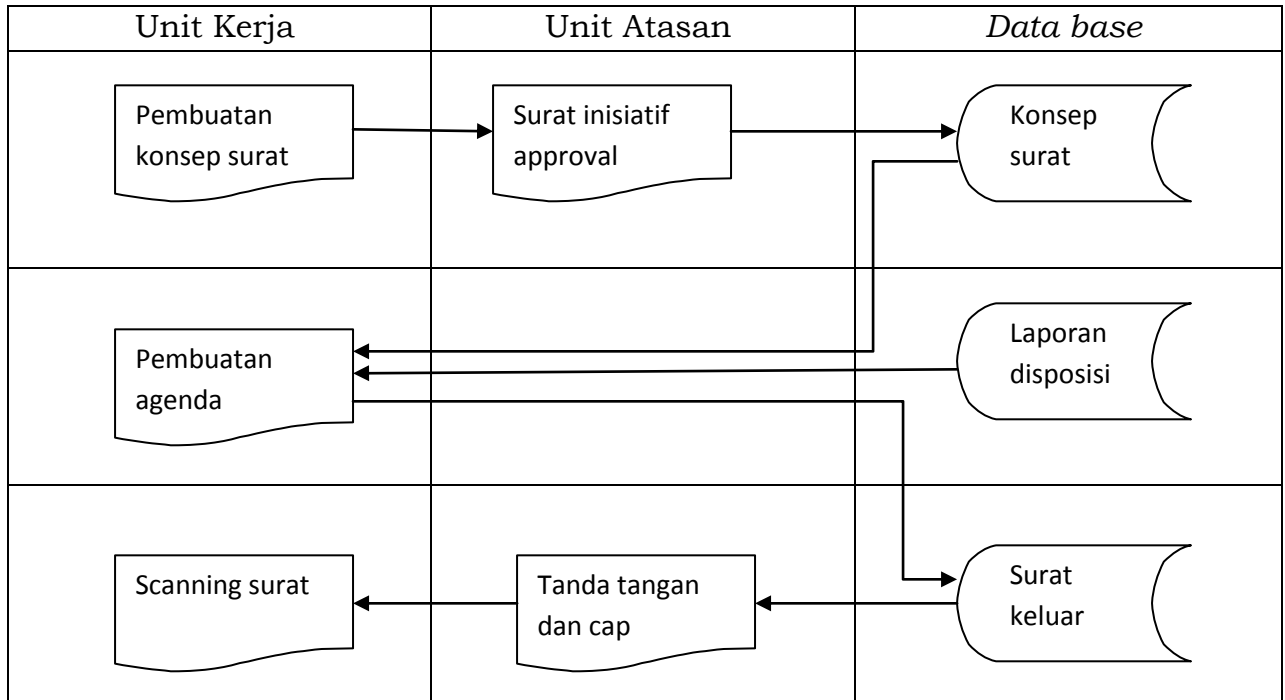 Unit Kerja
Unit Atasan
Data base
Pembuatan
konsep surat
Surat inisiatif
approval
Konsep
surat
Pembuatan
agenda
Laporan
disposisi
Scanning surat
Tanda tangan
dan cap
Surat
keluar